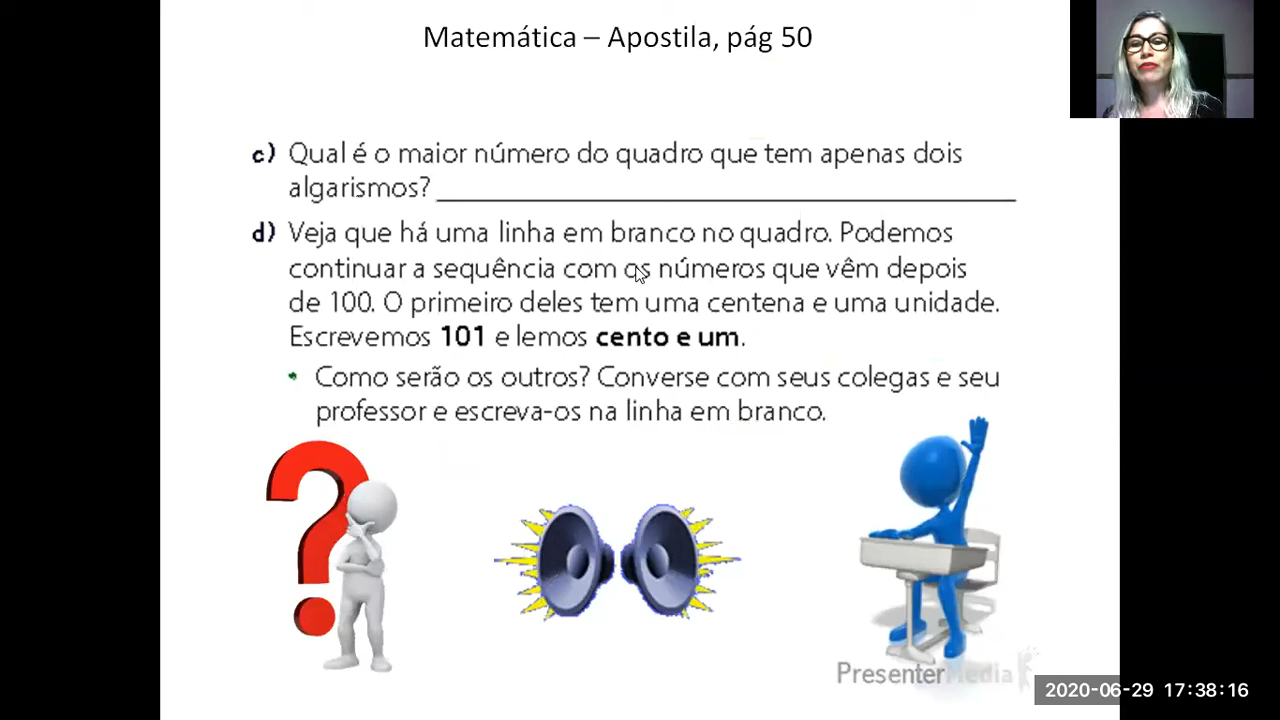 Matemática – Apostila, pág 50
c) Qual é o maior número do quadro que tem apenas dois
algarismos?
d) Veja que há uma linha em branco no quadro. Podemos
continuar a sequência com os números que vêm depois
de 100. O primeiro deles tem uma centena e uma unidade.
Escrevemos 101 e lemos cento e um.
• Como serão os outros? Converse com seus colegas e seu
professor e escreva-os na linha em branco.
PresenterMedia
2020-06-29 17:38:16